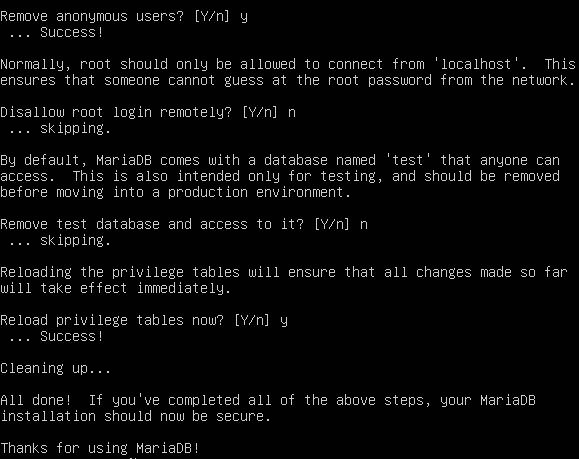 Remove anonymous users? [Y/n] y
 ... Success!
Normally, root should only be allowed to connect from 'localhost'.  This
ensures that someone cannot guess at the root password from the network.
Disallow root login remotely? [Y/n] n
 ... skipping.
By default, MariaDB comes with a database named 'test' that anyone can
access.  This is also intended only for testing, and should be removed
before moving into a production environment.
Remove test database and access to it? [Y/n] n
 ... skipping.
Reloading the privilege tables will ensure that all changes made so far
will take effect immediately.
Reload privilege tables now? [Y/n] y
 ... Success!
Cleaning up...
All done!  If you've completed all of the above steps, your MariaDB
installation should now be secure.
Thanks for using MariaDB!